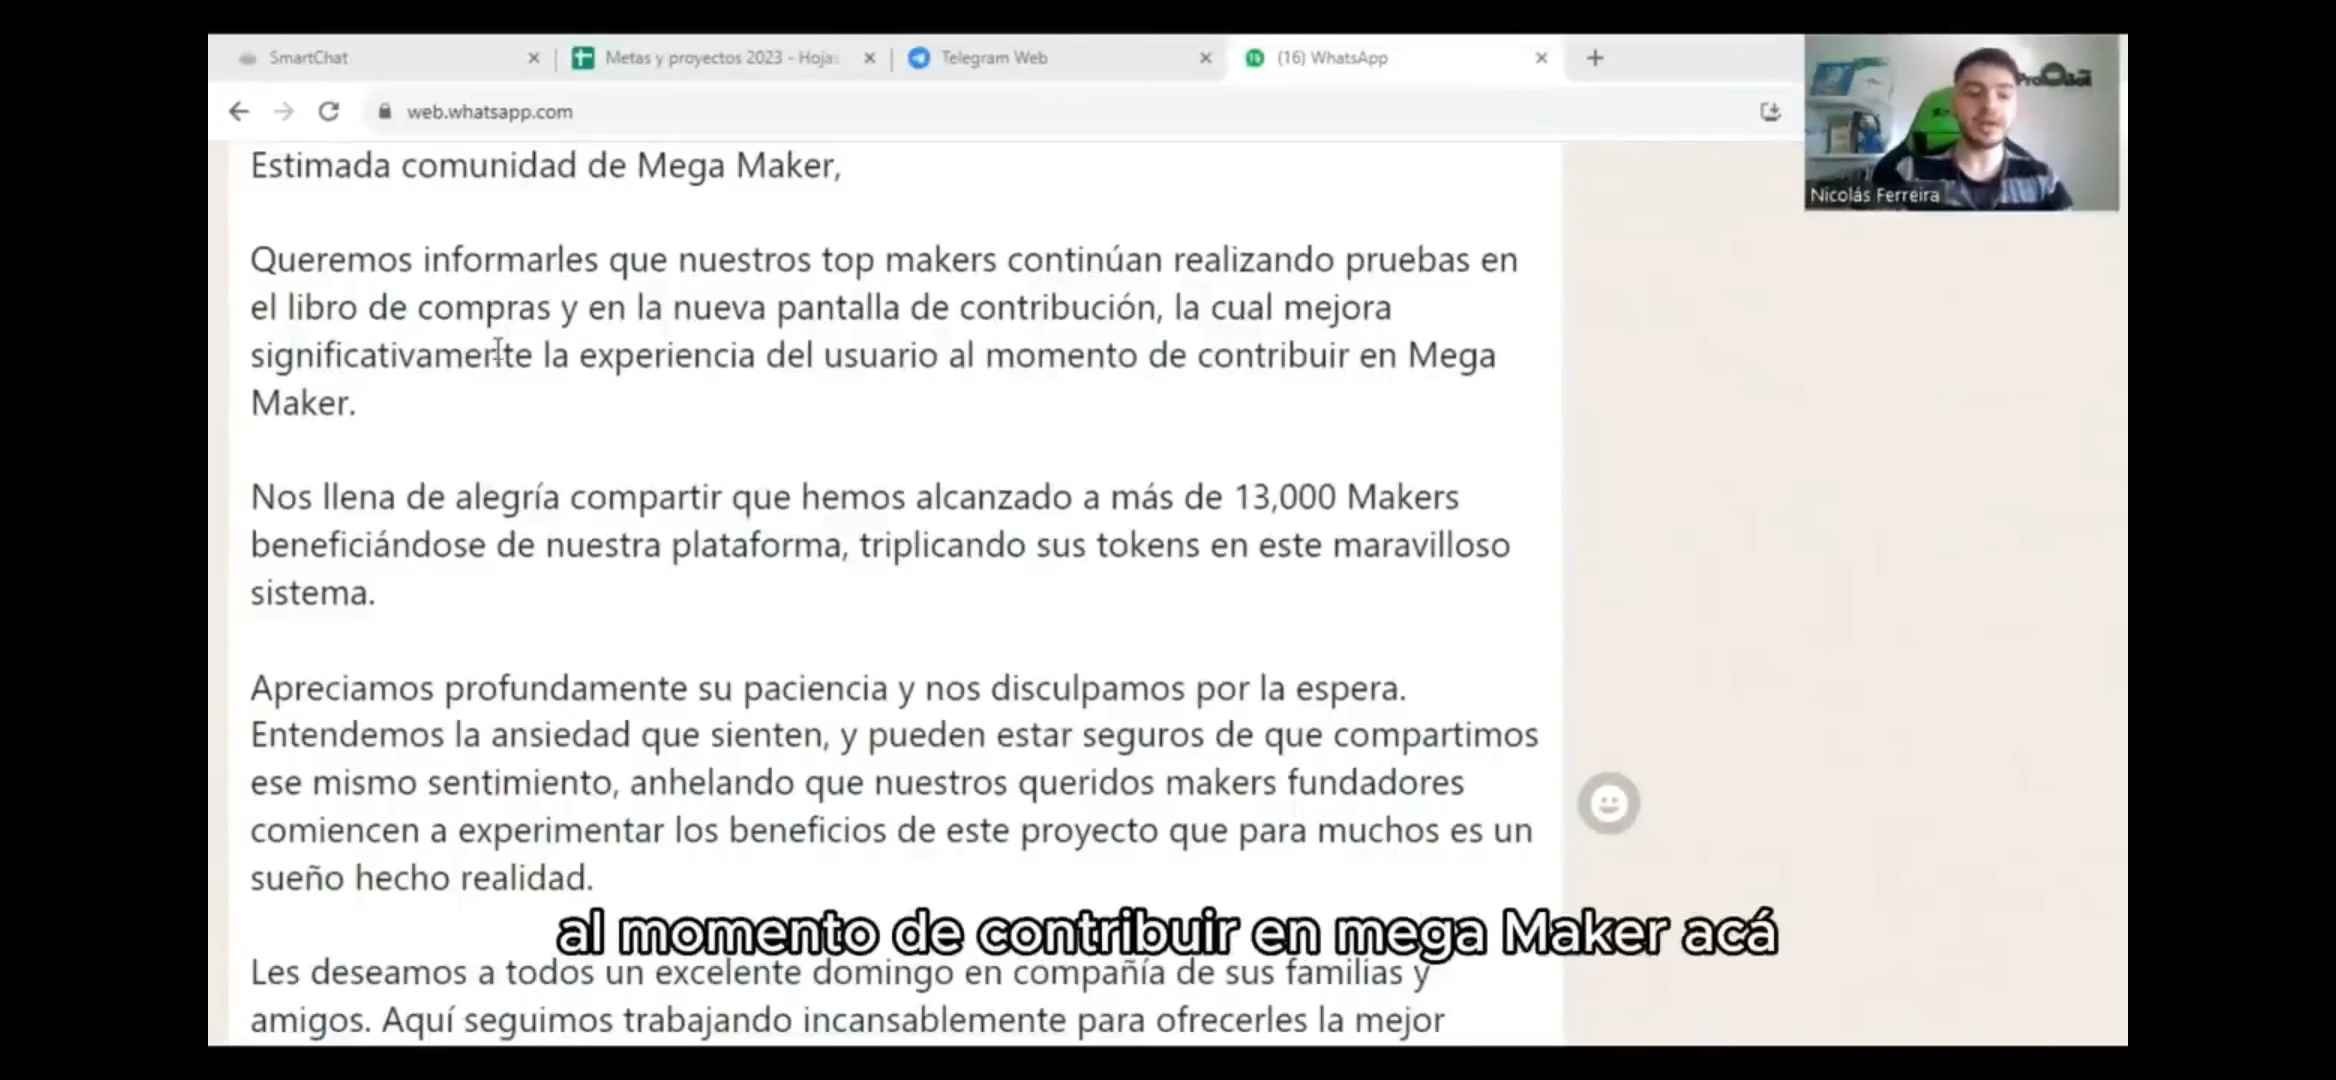 SmartChat
Metas y proyectos 2023 - Hojas
Telegram Web
(16) WhatsApp
web.whatsapp.com
Nicolás Ferreira
Estimada comunidad de Mega Maker,
Queremos informarles que nuestros top makers continúan realizando pruebas en
el libro de compras y en la nueva pantalla de contribución, la cual mejora
significativamente la experiencia del usuario al momento de contribuir en Mega
Maker.
Nos llena de alegría compartir que hemos alcanzado a más de 13,000 Makers
beneficiándose de nuestra plataforma, triplicando sus tokens en este maravilloso
sistema.
Apreciamos profundamente su paciencia y nos disculpamos por la espera.
Entendemos la ansiedad que sienten, y pueden estar seguros de que compartimos
ese mismo sentimiento, anhelando que nuestros queridos makers fundadores
comiencen a experimentar los beneficios de este proyecto que para muchos es un
sueño hecho realidad.
al momento de contribuir en mega Maker acá
Les deseamos a todos un excelente domingo en compañía de sus familias y
amigos. Aquí seguimos trabajando incansablemente para ofrecerles la mejor